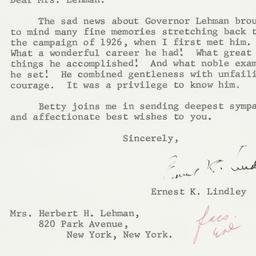 Dear Mrs. Lehman:
The sad news about Governor Lehman brou
to mind many fine memories stretching back t
the campaign of 1926, when I first met him.
What a wonderful career he had! What great
things he accomplished! And what noble exam
he set! He combined gentleness with unfaili
courage. It was a privilege to know him.
Betty joins me in sending deepest sympa
and affectionate best wishes to you.
Sincerely,
Ernest K. Lind
Ernest K. Lindley
Mrs. Herbert H. Lehman,
820 Park Avenue,
New York, New York.